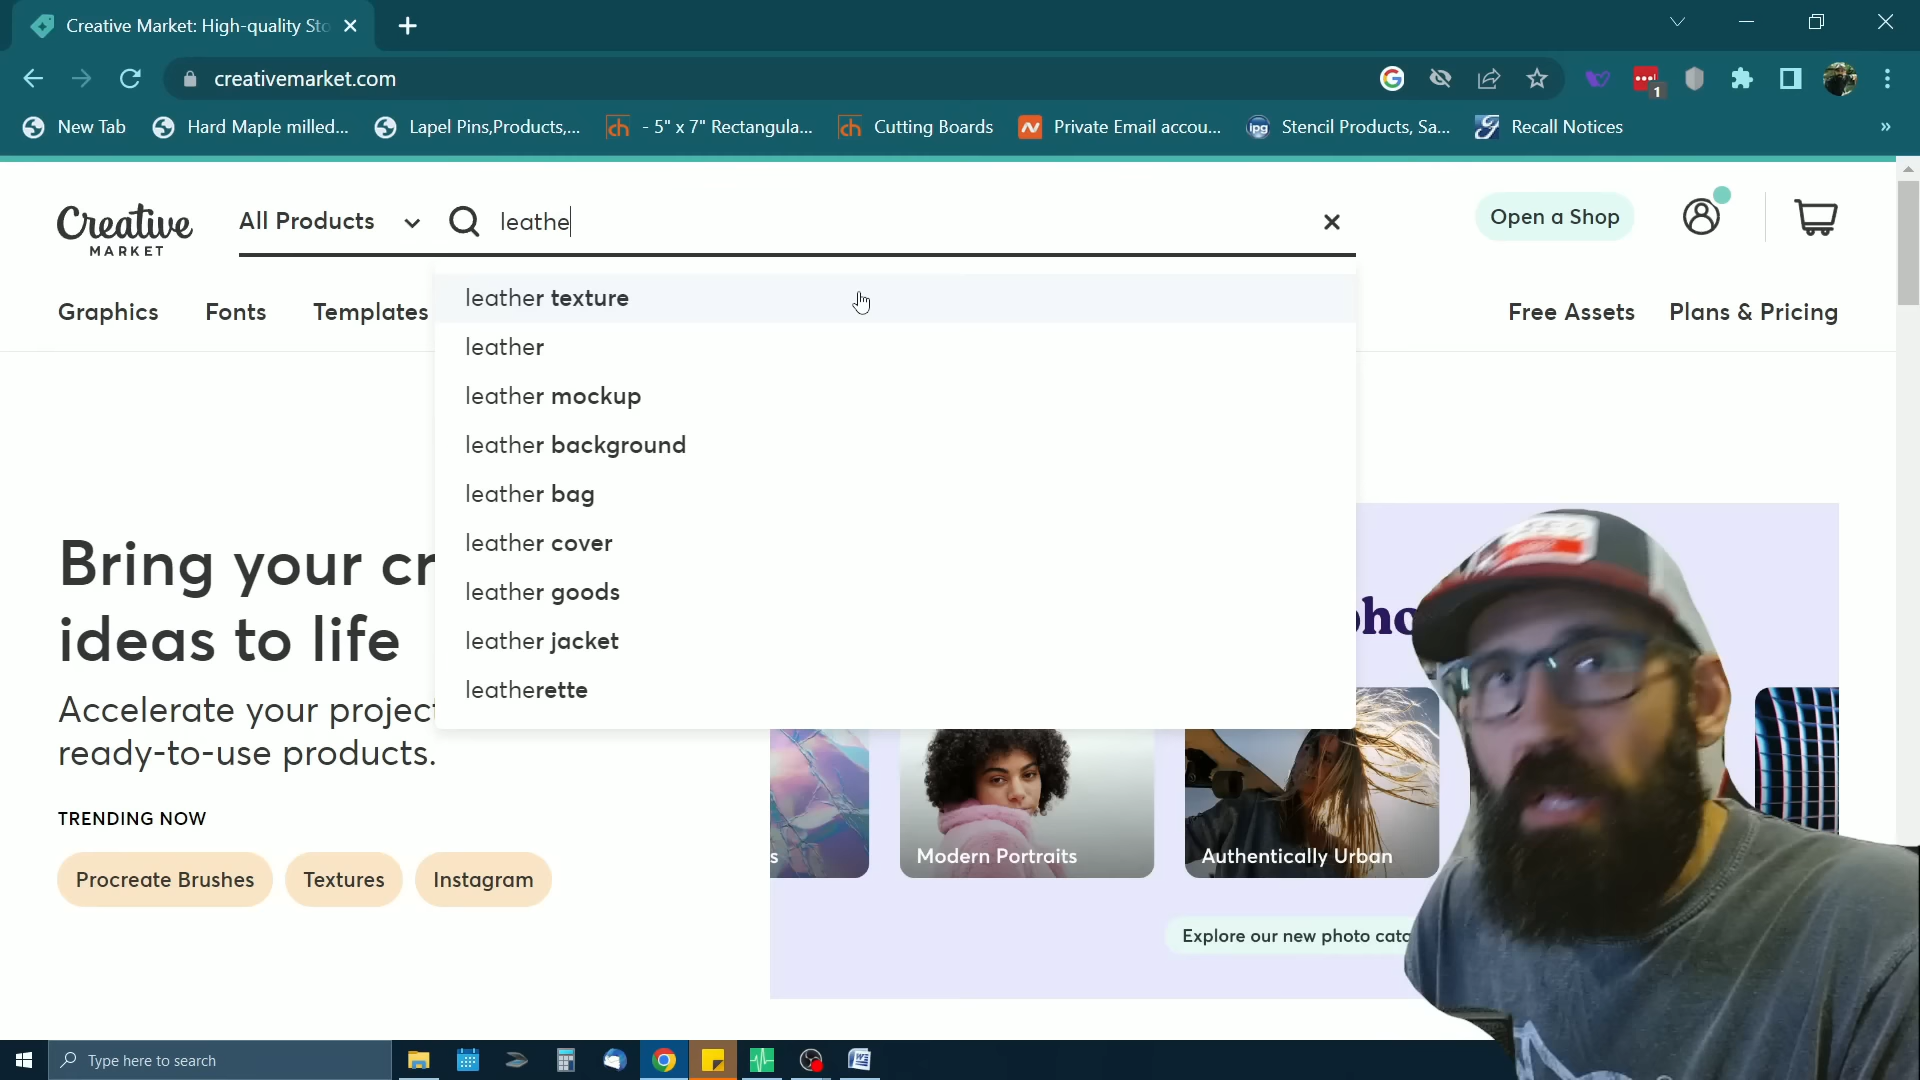 Creative Market: High-quality Sto
creativemarket.com
1
New Tab
Hard Maple milled...
Lapel Pins,Products,...
- 5" x 7" Rectangula...
Cutting Boards
Private Email accou...
ipg
Stencil Products, Sa...
Recall Notices
»
Creative
MARKET
All Products
leathe
Open a Shop
Graphics
Fonts
Templates
Free Assets
Plans & Pricing
leather texture
leather
leather mockup
leather background
leather bag
leather cover
leather goods
leather jacket
leatherette
Bring your cr
ideas to life
Accelerate your project
ready-to-use products.
TRENDING NOW
Procreate Brushes
Textures
Instagram
pho
s
Modern Portraits
Authentically Urban
Explore our new photo cata
Type here to search